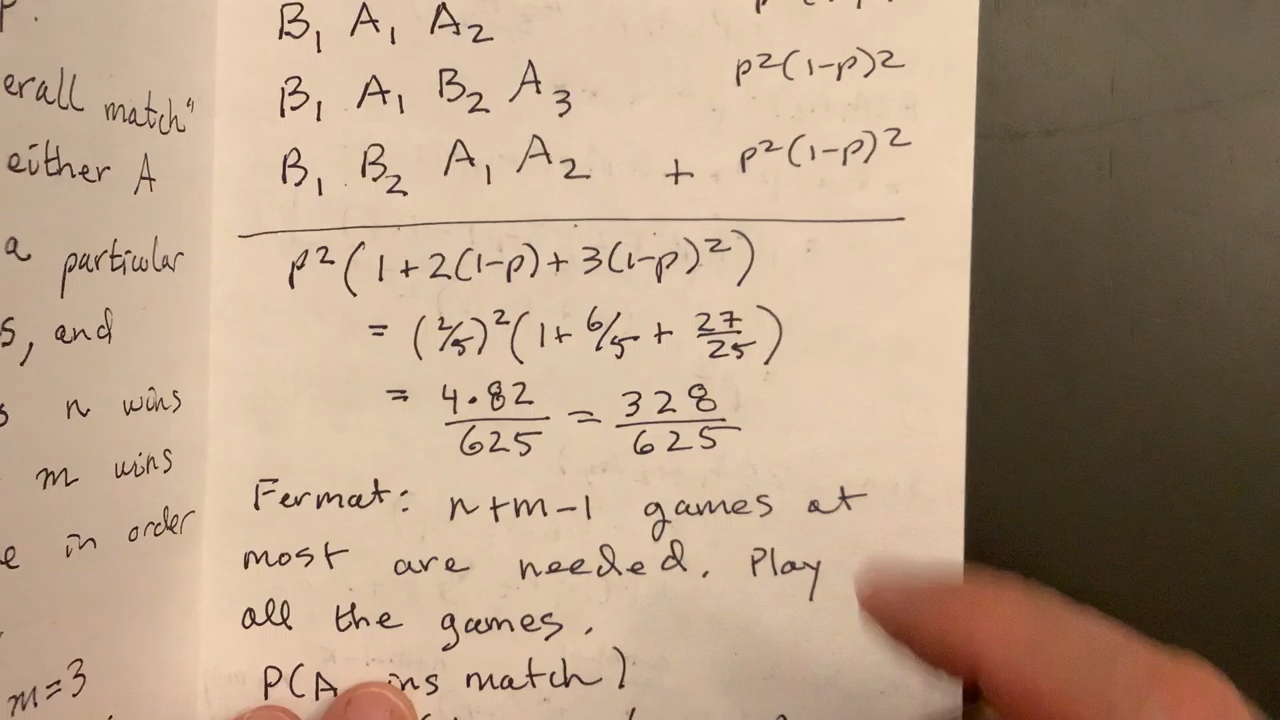 p.
erall match"
either A
a particular
s, and
n wins
m wins
e in order
m=3
B₁ A₁ A₂
B₁ A₁ B₂ A₃ p²(1-p)²
B₁ B₂ A₁ A₂ + p²(1-p)²
p²(1+2(1-p)+3(1-p)²)
= (2/5)²(1+ 6/5 + 27/25)
= 4·82/625 = 328/625
Fermat: n+m-1 games at
most are needed. Play
all the games.
P(A ins match)